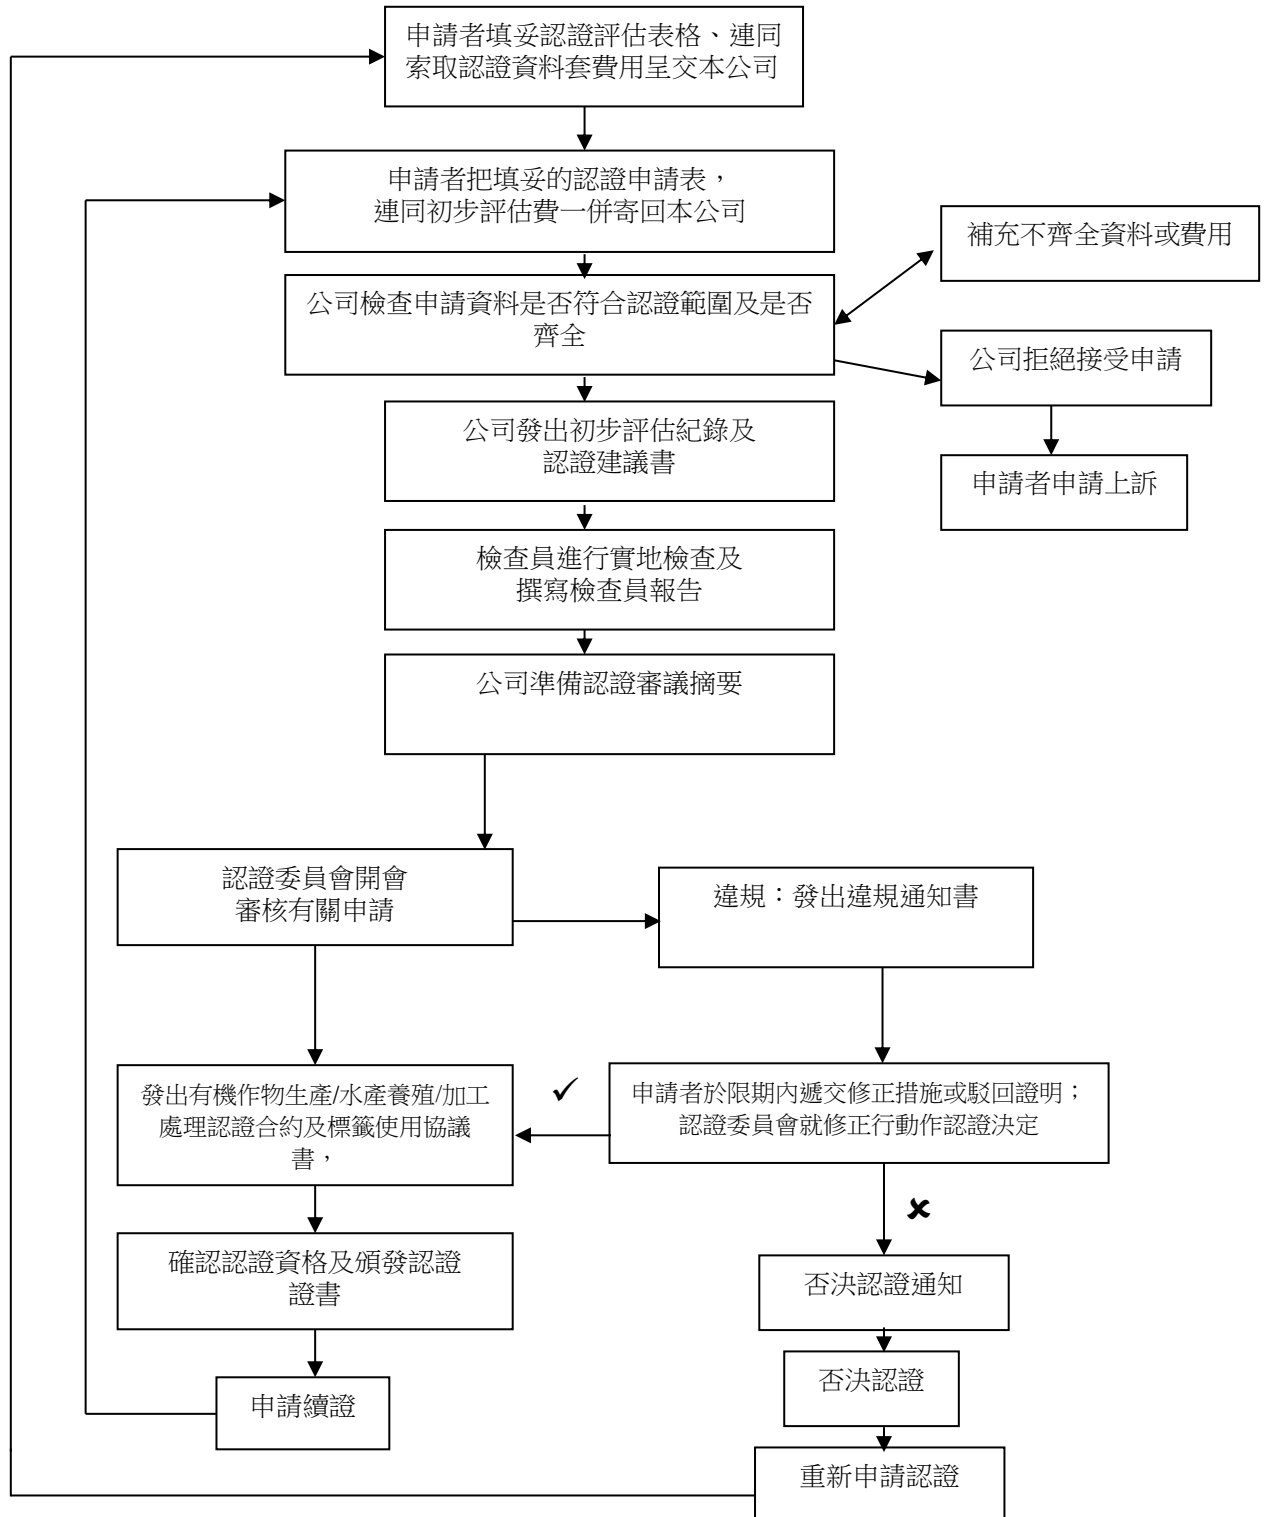 申請者填妥認證評估表格、連同
索取認證資料套費用呈文本公司
申請者把填妥的認證申請表，
連同初步評估費一併寄回本公司
補充不齊全資料或費用
公司檢查申請資料是否符合認證範圍及是否
齊全
公司拒絕接受申請
公司發出初步評估紀錄及
認證建議書
申請者申請上訴
檢查員進行實地檢查及
撰寫檢查員報告
公司準備認證審議摘要
認證委員會開會
審核有關申請
違規：發出違規通知書
發出有機作物生產/水產養殖/加工
處理認證合約及標籤使用協議
書，
✓
申請者於限期內遞交修正措施或駁回證明；
認證委員會就修正行動作認證決定
✘
確認認證資格及頒發認證
證書
否決認證通知
否決認證
申請續證
重新申請認證